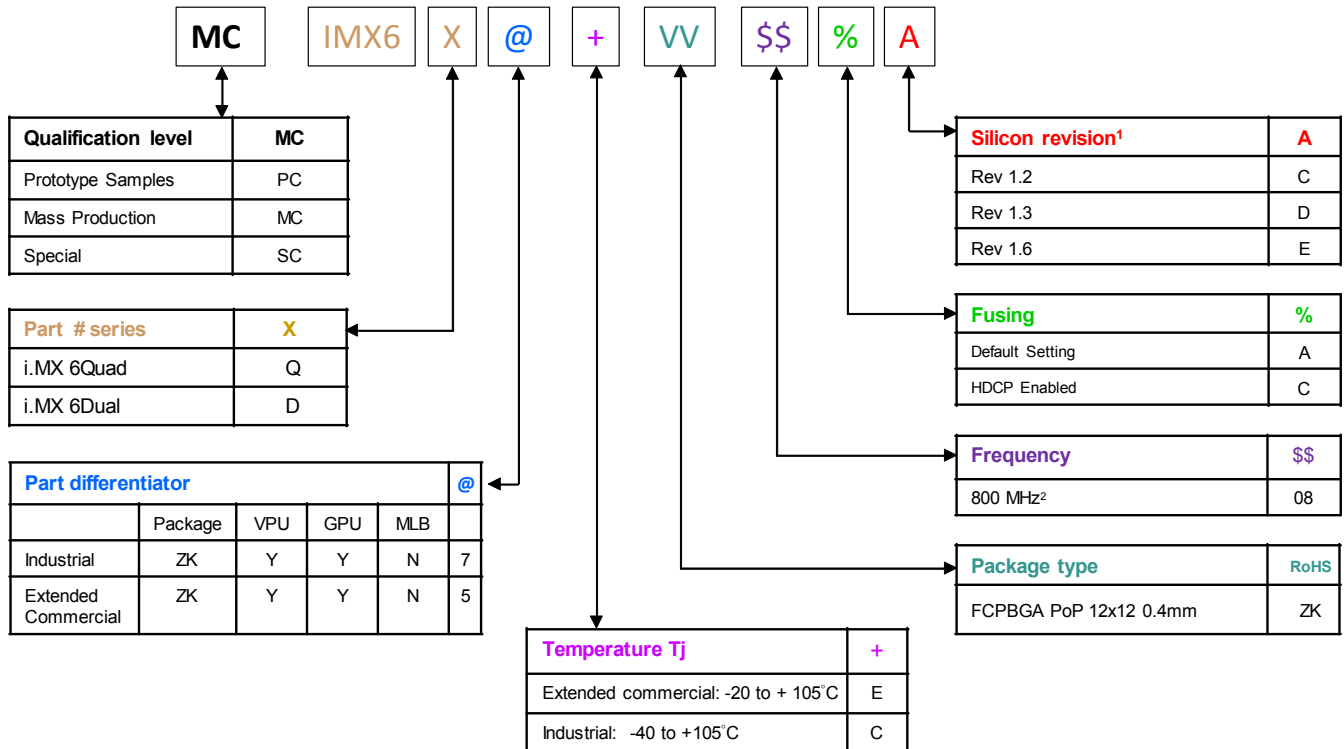 MC IMX6 X @ + VV $$ % A
Qualification level MC
Prototype Samples PC
Mass Production MC
Special SC
Part # series X
i.MX 6Quad Q
i.MX 6Dual D
Part differentiator @
Package VPU GPU MLB
Industrial ZK Y Y N 7
Extended Commercial ZK Y Y N 5
Temperature Tj +
Extended commercial: -20 to + 105°C E
Industrial: -40 to +105°C C
Silicon revision¹ A
Rev 1.2 C
Rev 1.3 D
Rev 1.6 E
Fusing %
Default Setting A
HDCP Enabled C
Frequency $$
800 MHz² 08
Package type RoHS
FCPBGA PoP 12x12 0.4mm ZK